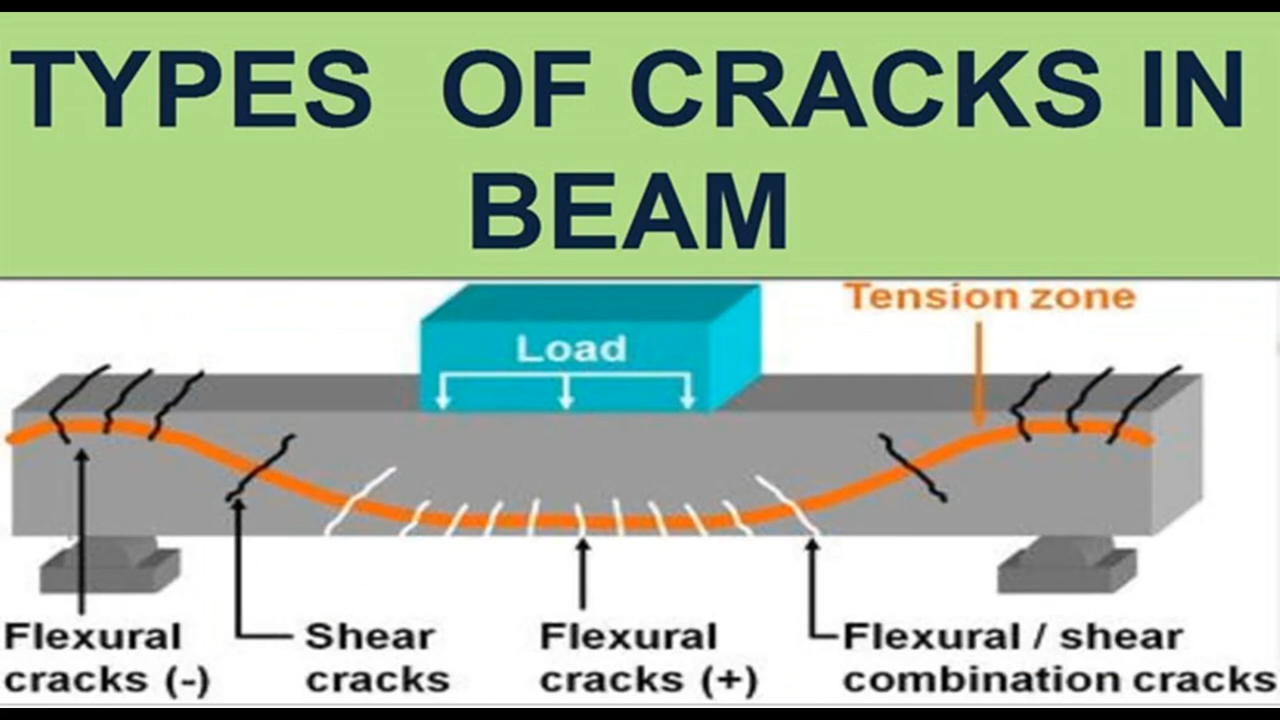 TYPES OF CRACKS IN
BEAM
Tension zone
Load
Flexural
cracks (-)
Shear
cracks
Flexural
cracks (+)
Flexural / shear
combination cracks